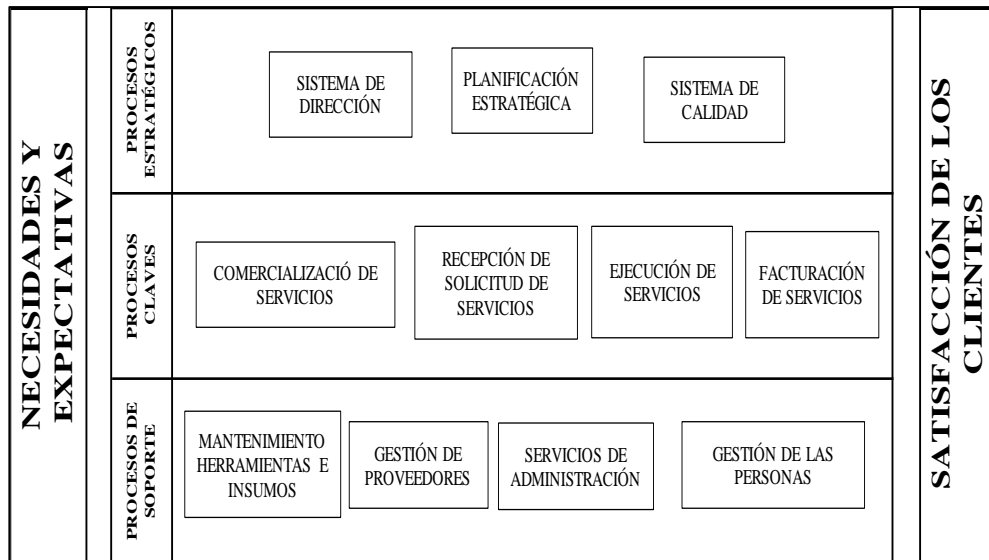 NECESIDADES Y
EXPECTATIVAS
PROCESOS
ESTRATÉGICOS
SISTEMA DE
DIRECCIÓN
PLANIFICACIÓN
ESTRATÉGICA
SISTEMA DE
CALIDAD
PROCESOS
CLAVES
COMERCIALIZACIÓ DE
SERVICIOS
RECEPCIÓN DE
SOLICITUD DE
SERVICIOS
EJECUCIÓN DE
SERVICIOS
FACTURACIÓN
DE SERVICIOS
PROCESOS DE
SOPORTE
MANTENIMIENTO
HERRAMIENTAS E
INSUMOS
GESTIÓN DE
PROVEEDORES
SERVICIOS DE
ADMINISTRACIÓN
GESTIÓN DE LAS
PERSONAS
SATISFACCIÓN DE LOS
CLIENTES